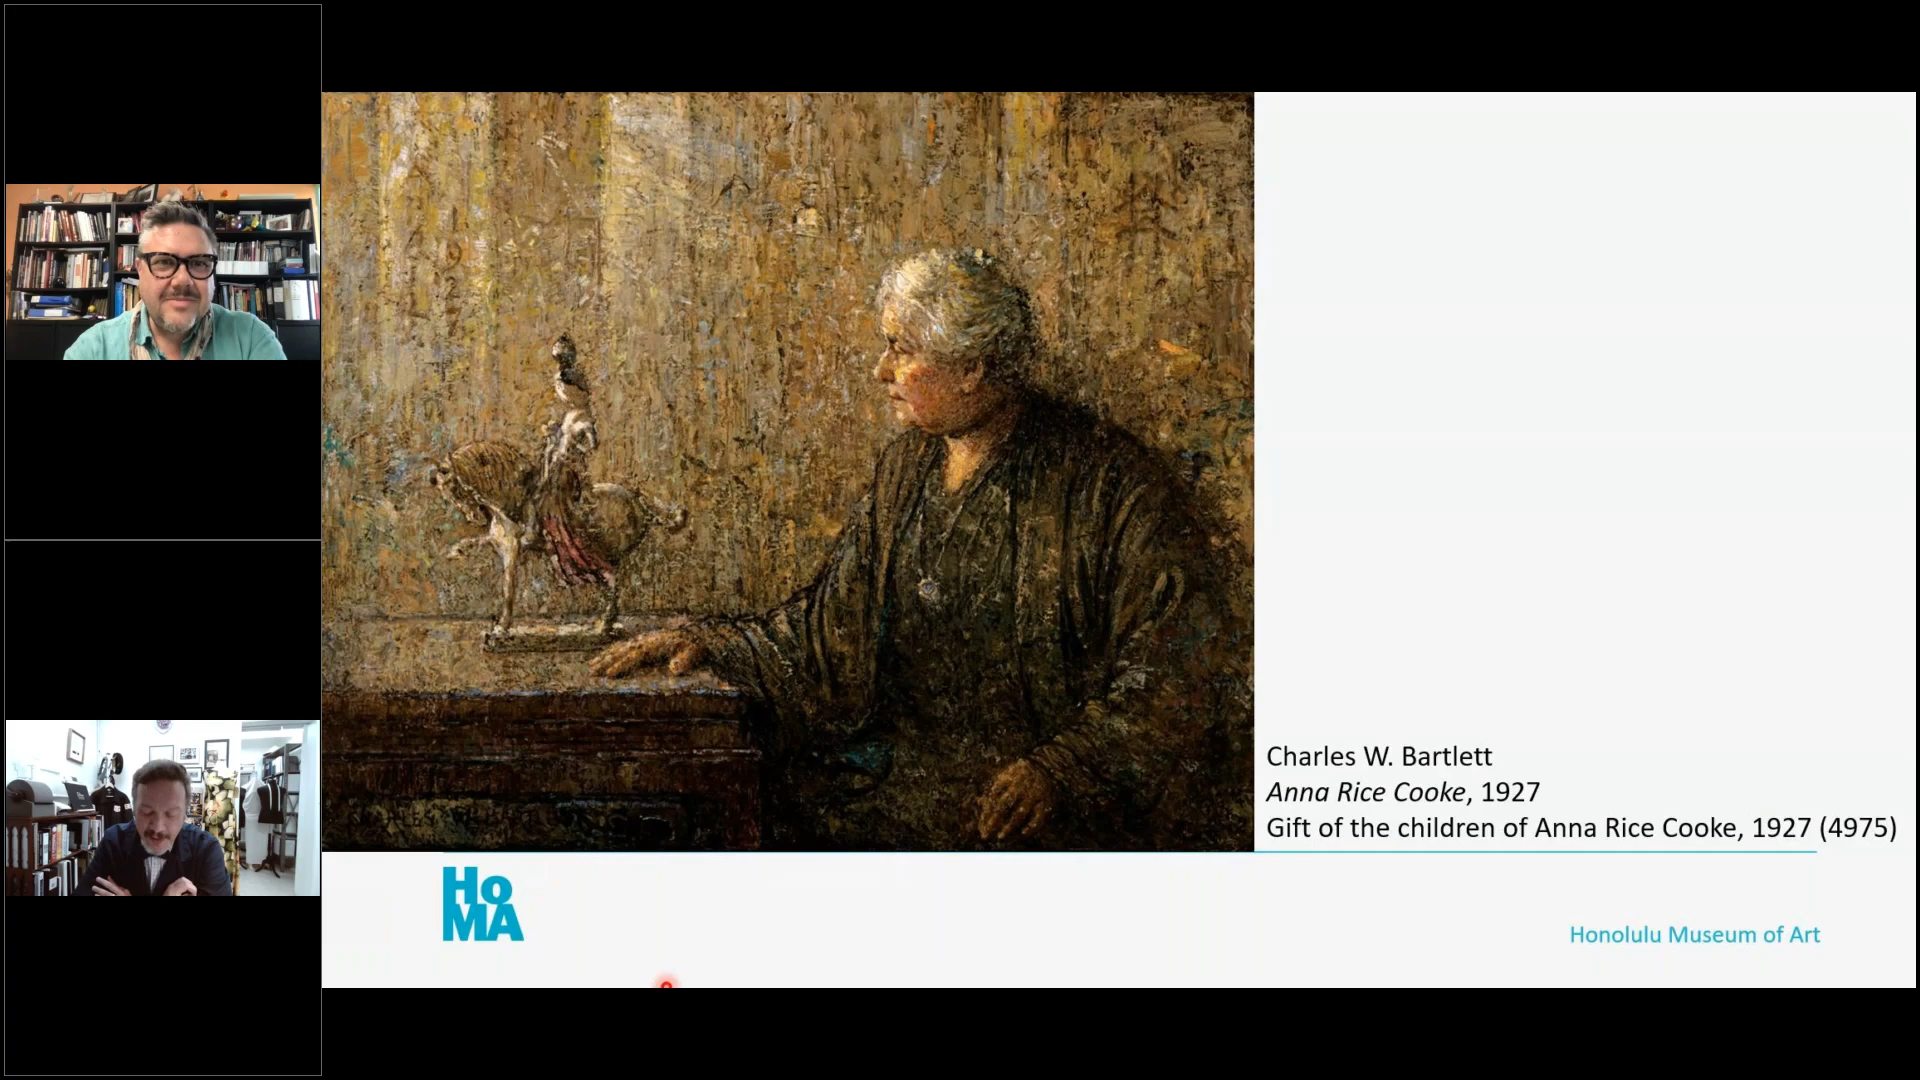 Charles W. Bartlett
Anna Rice Cooke, 1927
Gift of the children of Anna Rice Cooke, 1927 (4975)
HoMA
Honolulu Museum of Art